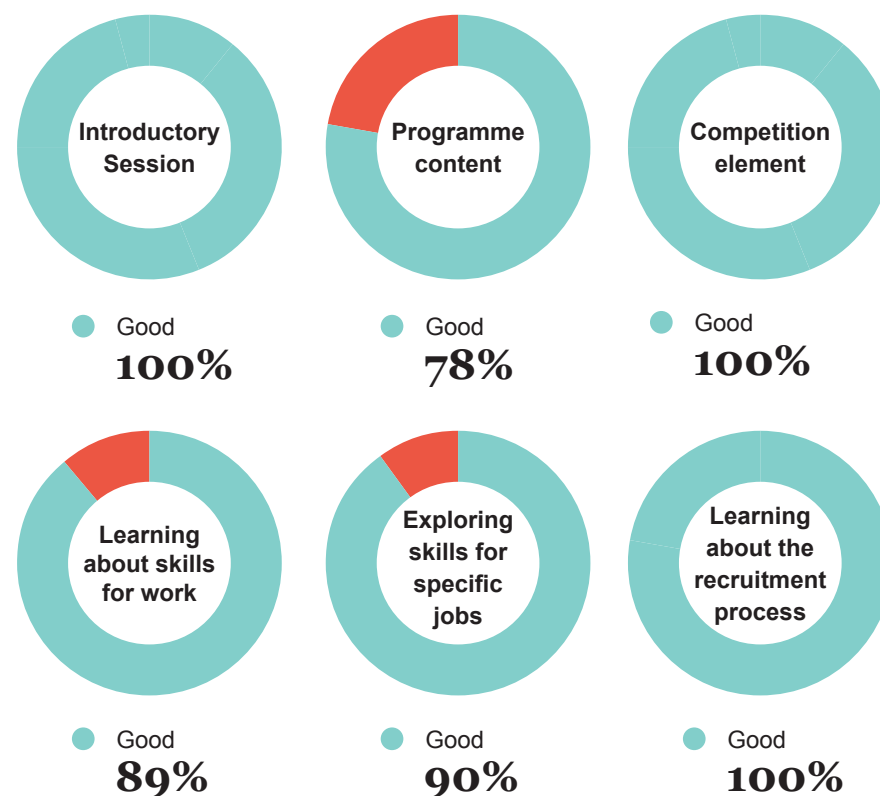 Introductory
Session
Good
100%
Programme
content
Good
78%
Competition
element
Good
100%
Learning
about skills
for work
Good
89%
Exploring
skills for
specific
jobs
Good
90%
Learning
about the
recruitment
process
Good
100%